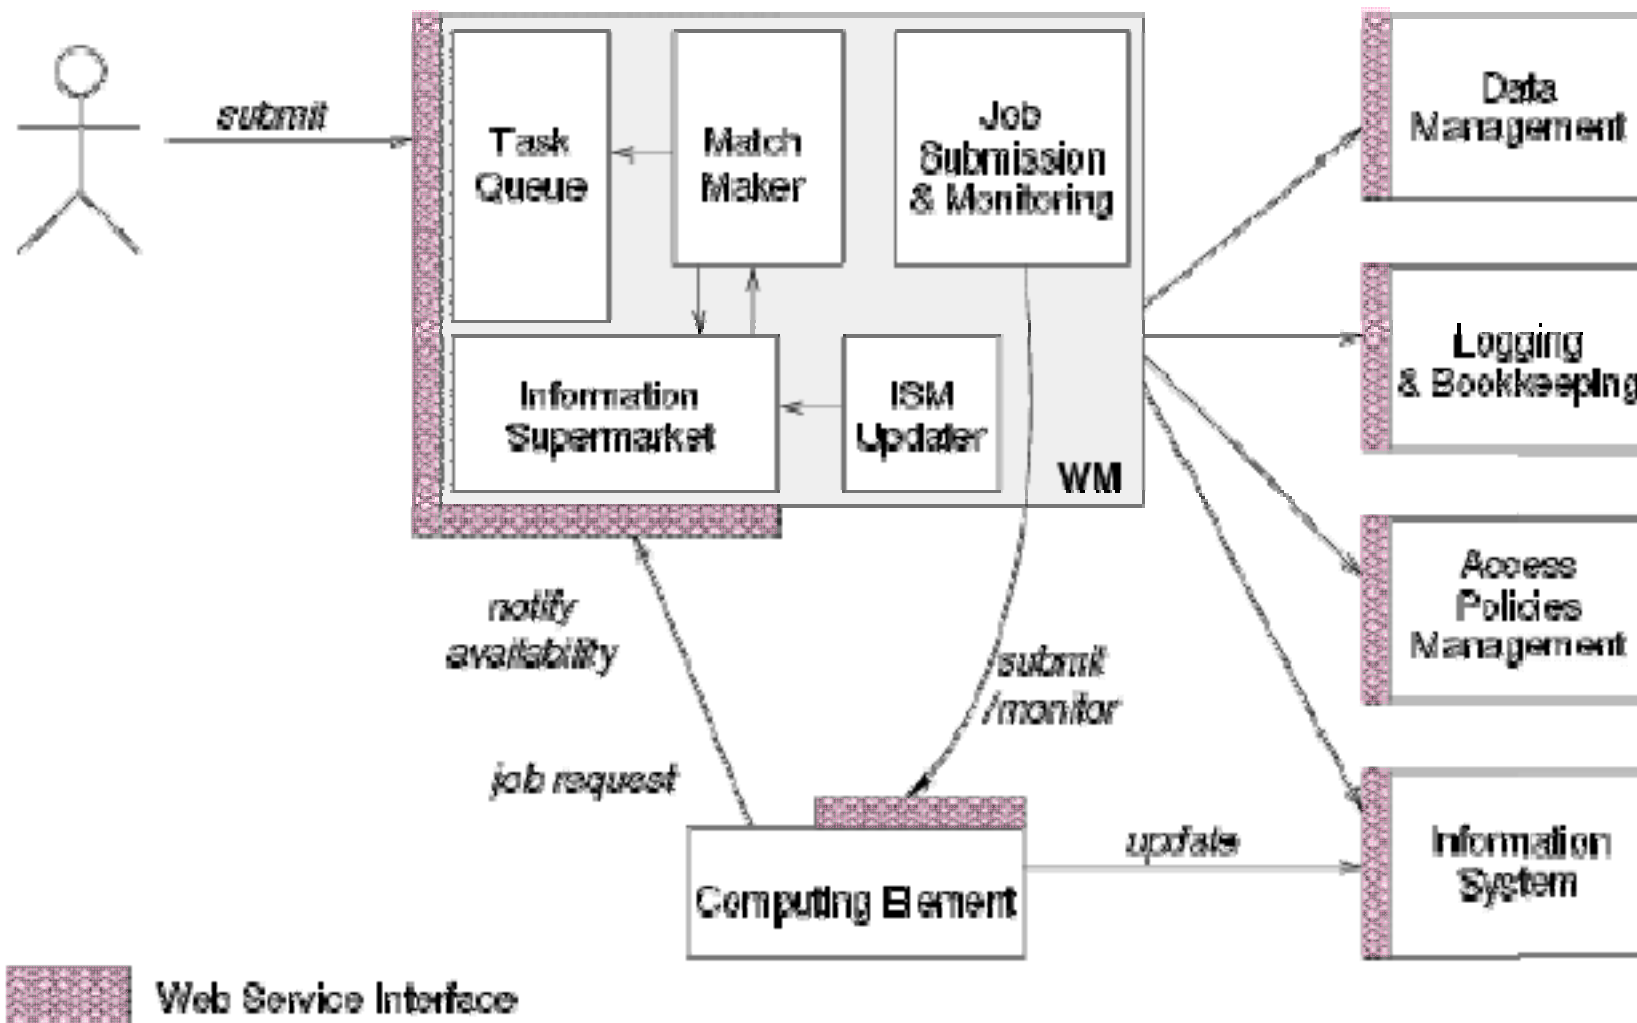 submit
Task
Queue
Match
Maker
Job
Submission
& Monitoring
Data
Management
Information
Supermarket
ISM
Updater
WM
Logging
& Bookkeeping
notify
availability
submit
/monitor
Access
Policies
Management
job request
update
Computing Element
Information
System
Web Service Interface